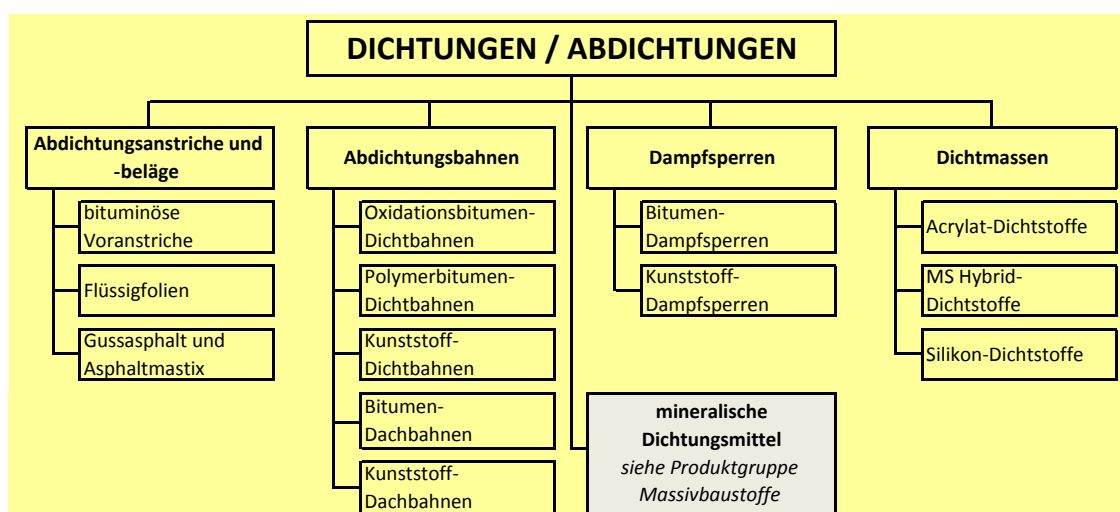 DICHTUNGEN / ABDICHTUNGEN
Abdichtungsanstriche und
-beläge
bituminöse
Voranstriche
Flüssigfolien
Gussasphalt und
Asphaltmastix
Abdichtungsbahnen
Oxidationsbitumen-
Dichtbahnen
Polymerbitumen-
Dichtbahnen
Kunststoff-
Dichtbahnen
Bitumen-
Dachbahnen
Kunststoff-
Dachbahnen
Dampfsperren
Bitumen-
Dampfsperren
Kunststoff-
Dampfsperren
mineralische
Dichtungsmittel
siehe Produktgruppe
Massivbaustoffe
Dichtmassen
Acrylat-Dichtstoffe
MS Hybrid-
Dichtstoffe
Silikon-Dichtstoffe